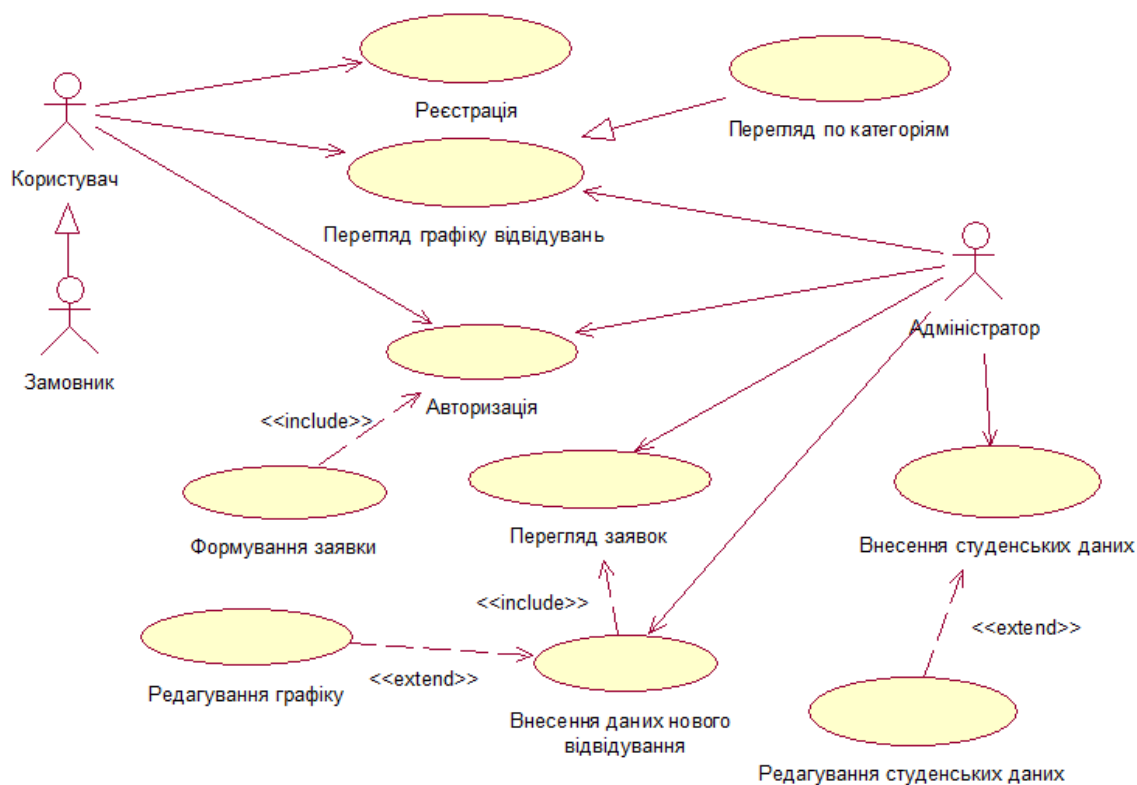 Реєстрація
Перегляд по категоріям
Користувач
Перегляд графіку відвідувань
Адміністратор
Замовник
Авторизація
<<include>>
Формування заявки
Перегляд заявок
Внесення студенських даних
<<include>>
<<extend>>
Редагування графіку
<<extend>>
Внесення даних нового
відвідування
Редагування студенських даних